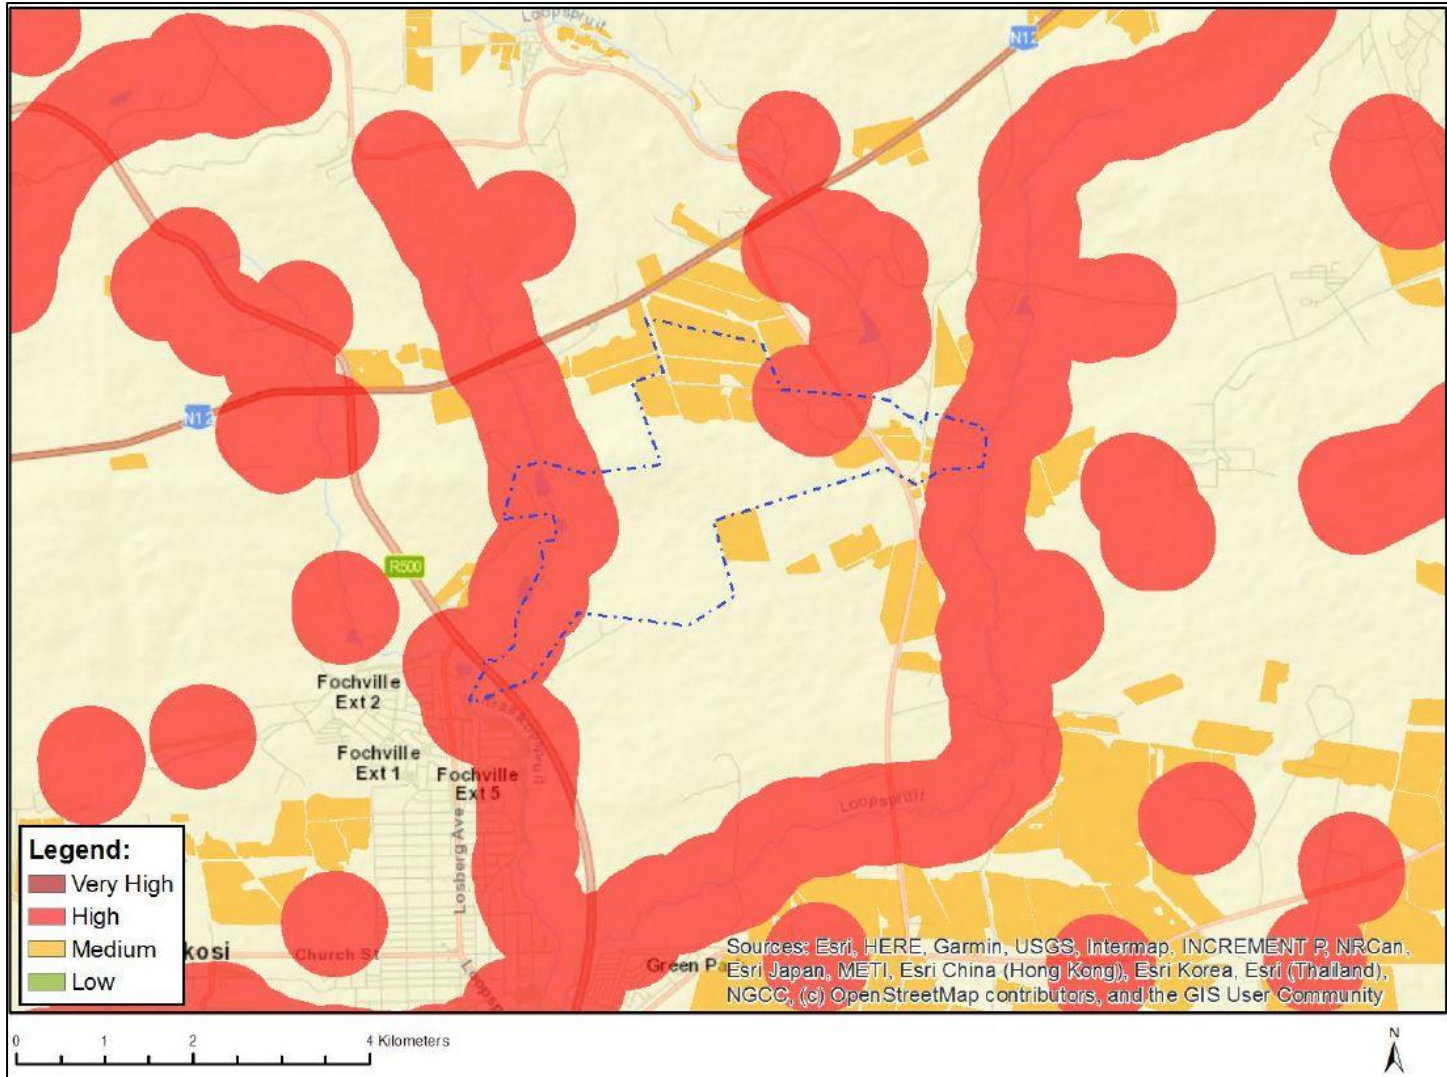 Loopspruit
N12
N12
R500
Fochville
Ext 2
Fochville
Ext 1
Fochville
Ext 5
Losberg Ave
Loopspruit
Legend:
Very High
High
Medium
Low
kosi
Church St
Loopsp
Green Pa
Sources: Esri, HERE, Garmin, USGS, Intermap, INCREMENT P, NRCan,
Esri Japan, METI, Esri China (Hong Kong), Esri Korea, Esri (Thailand),
NGCC, (c) OpenStreetMap contributors, and the GIS User Community
0 1 2 4 Kilometers
N